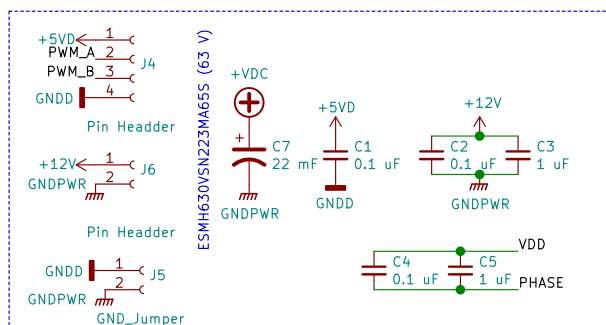 +5VD 1
PWM_A 2
PWM_B 3
GNDD 4
J4
Pin Headder
+12V 1
GNDPWR 2
J6
Pin Headder
GNDD 1
GNDPWR 2
J5
GND_Jumper
ESMH630VSN223MA65S (63 V)
+VDC
+
C7
22 mF
GNDPWR
+5VD
C1
0.1 uF
GNDD
+12V
C2
0.1 uF
C3
1 uF
GNDPWR
VDD
C4
0.1 uF
C5
1 uF
PHASE